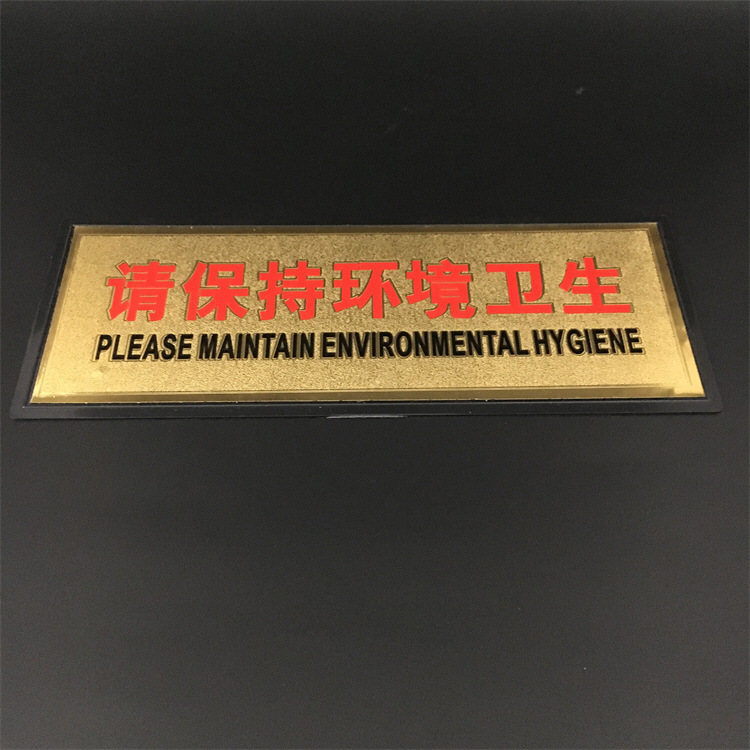 请保持环境卫生
PLEASE MAINTAIN ENVIRONMENTAL HYGIENE